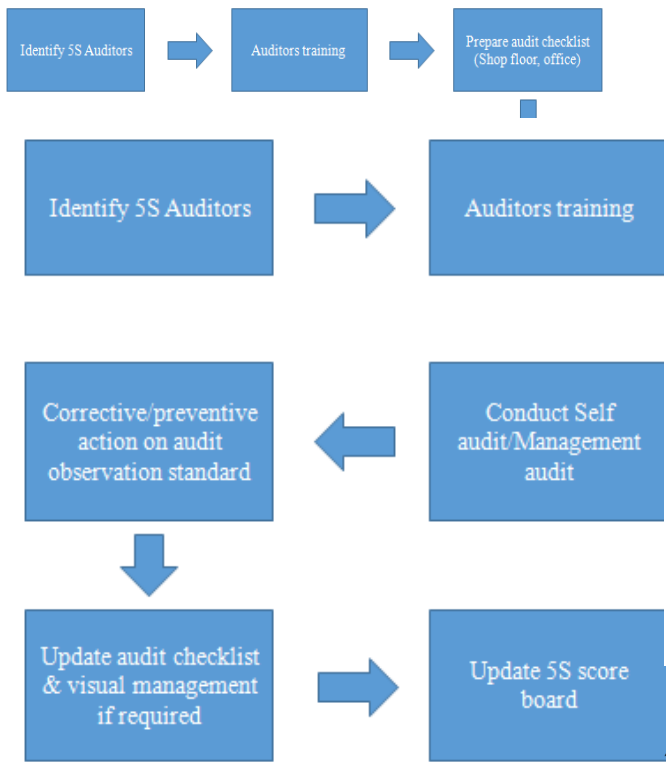 Identify 5S Auditors
Auditors training
Prepare audit checklist
(Shop floor, office)
Identify 5S Auditors
Auditors training
Corrective/preventive
action on audit
observation standard
Conduct Self
audit/Management
audit
Update audit checklist
& visual management
if required
Update 5S score
board